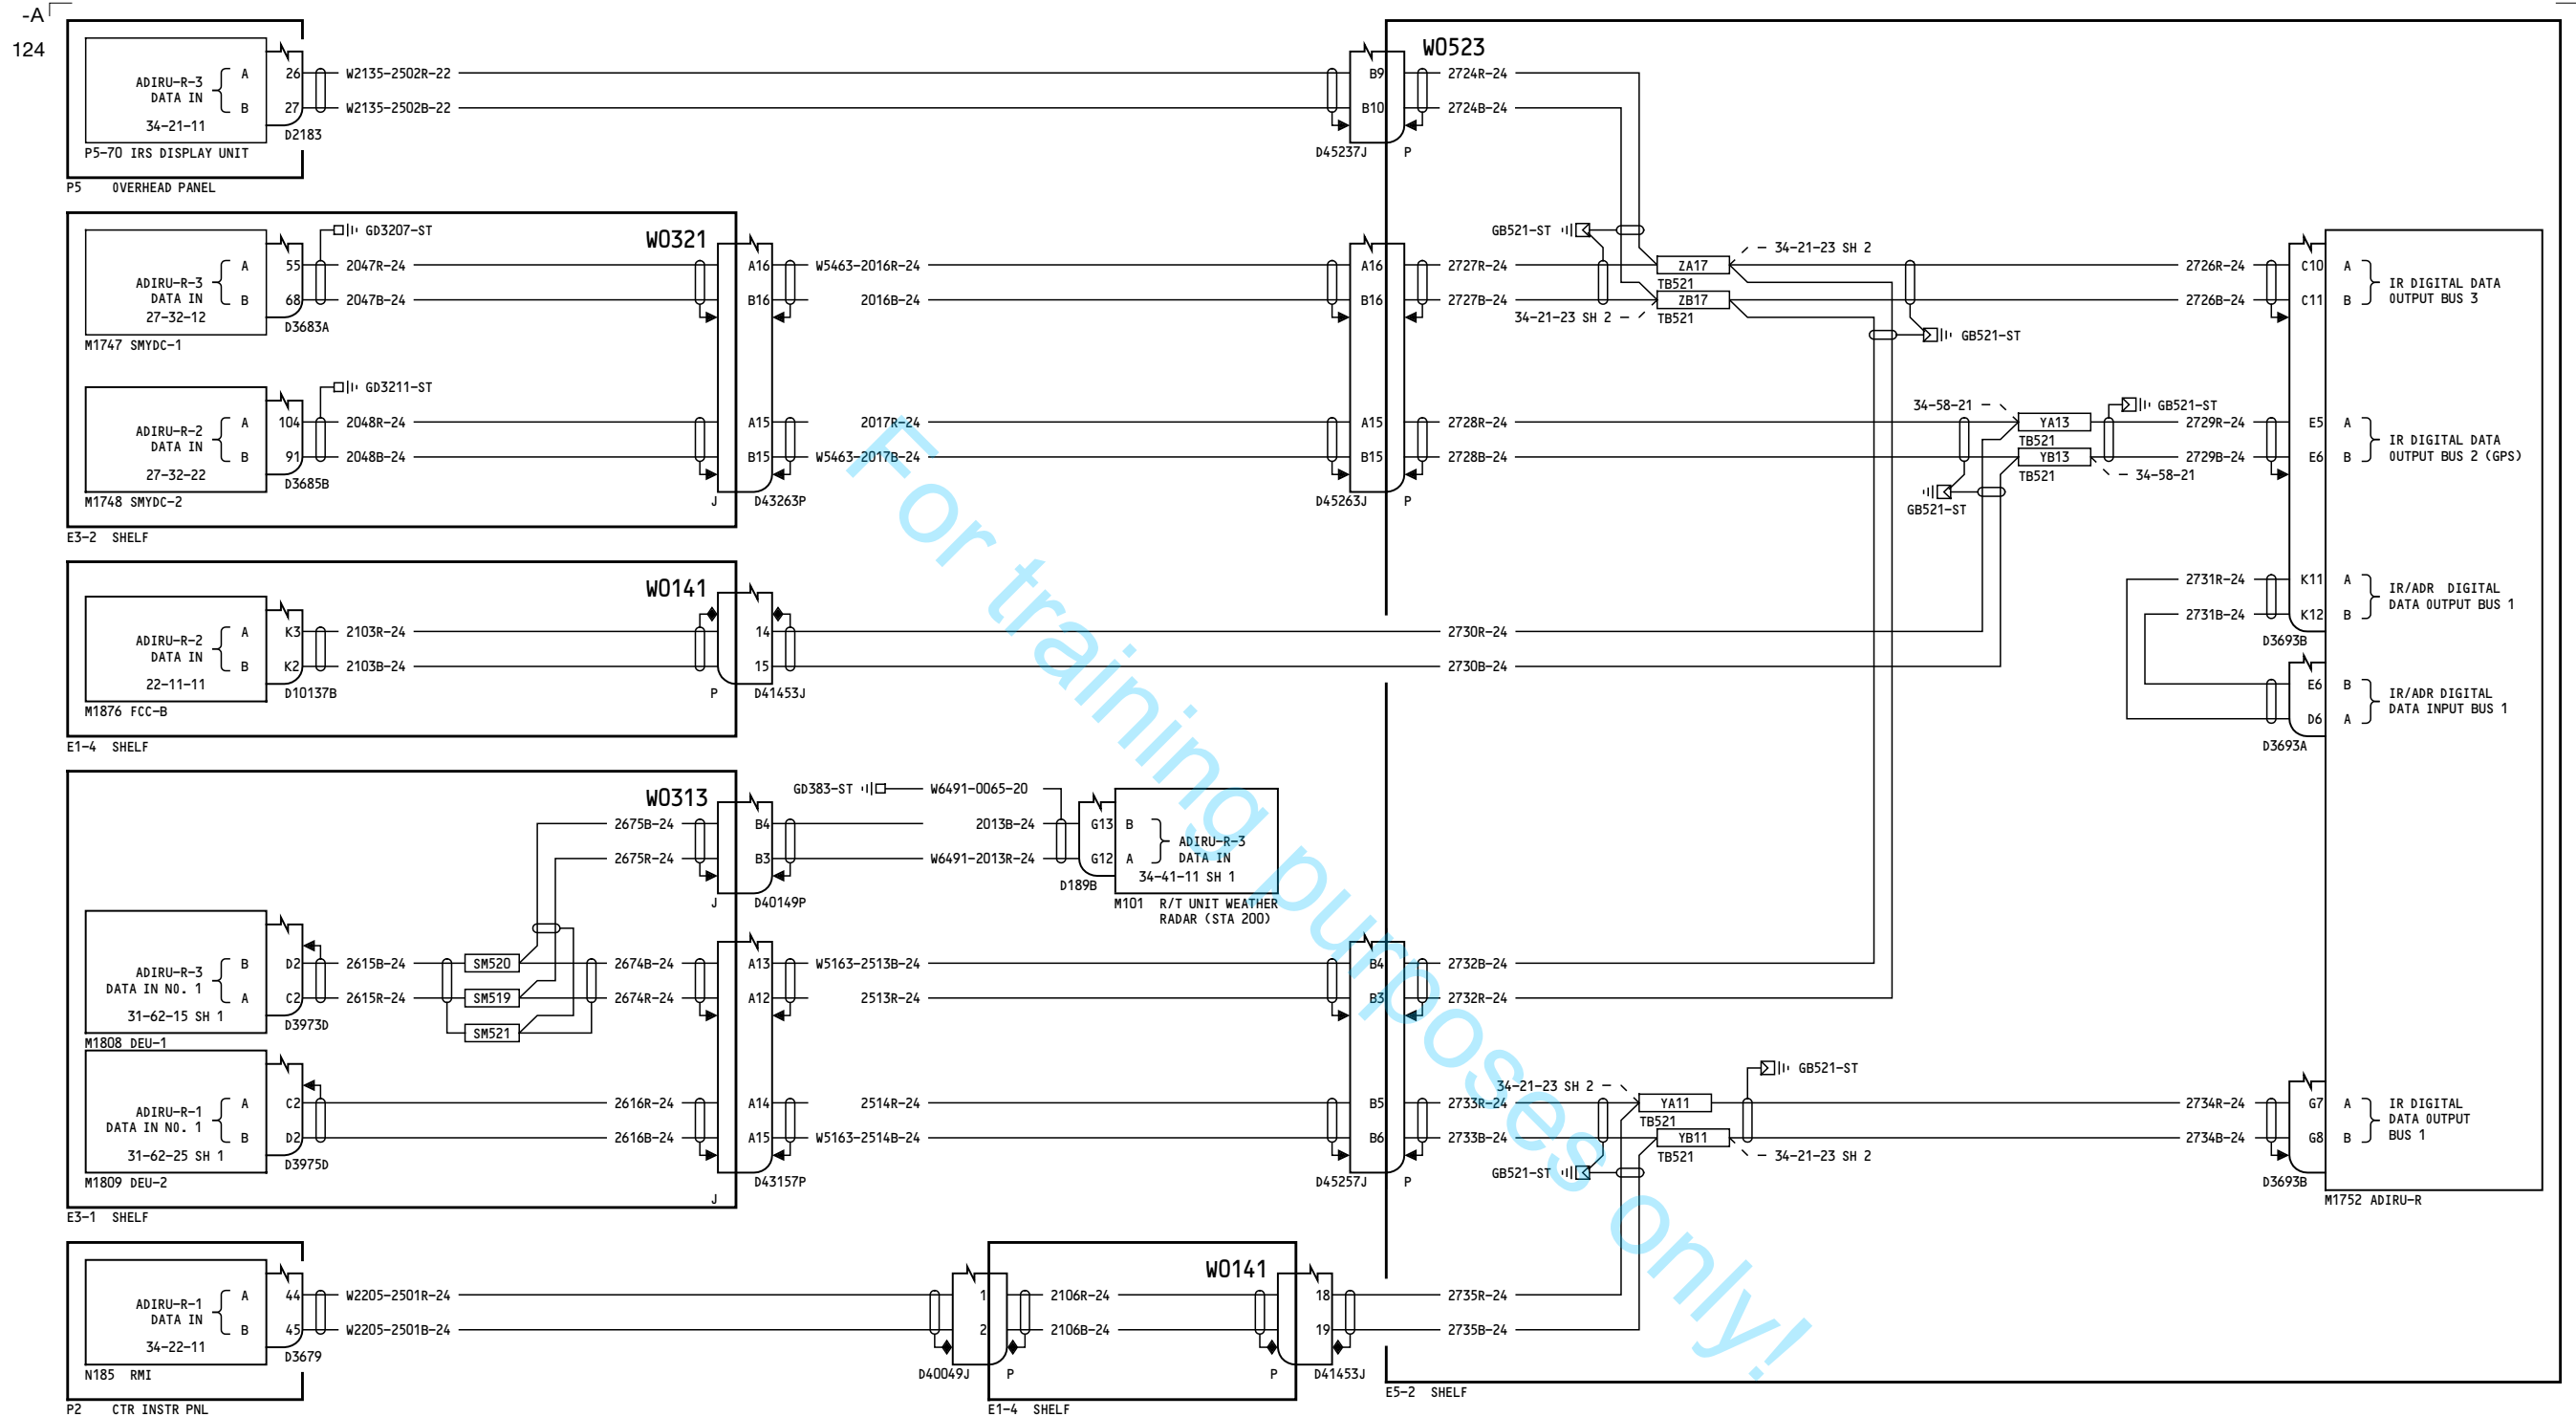 -A
124
ADIRU-R-3
DATA IN
A
B
34-21-11
26
27
D2183
P5-70 IRS DISPLAY UNIT
P5 OVERHEAD PANEL
W2135-2502R-22
W2135-2502B-22
B9
B10
D45237J
P
W0523
2724R-24
2724B-24
ADIRU-R-3
DATA IN
A
B
27-32-12
55
68
D3683A
M1747 SMYDC-1
GD3207-ST
2047R-24
2047B-24
W0321
A16
B16
W5463-2016R-24
2016B-24
A16
B16
2727R-24
2727B-24
GB521-ST
34-21-23 SH 2
ZA17
TB521
ZB17
TB521
34-21-23 SH 2
GB521-ST
2726R-24
2726B-24
C10
C11
A
B
IR DIGITAL DATA
OUTPUT BUS 3
ADIRU-R-2
DATA IN
A
B
27-32-22
104
91
D3685B
M1748 SMYDC-2
E3-2 SHELF
GD3211-ST
2048R-24
2048B-24
A15
B15
J
D43263P
2017R-24
W5463-2017B-24
A15
B15
D45263J
P
2728R-24
2728B-24
34-58-21
YA13
TB521
YB13
TB521
34-58-21
GB521-ST
GB521-ST
2729R-24
2729B-24
E5
E6
A
B
IR DIGITAL DATA
OUTPUT BUS 2 (GPS)
ADIRU-R-2
DATA IN
A
B
22-11-11
K3
K2
D10137B
M1876 FCC-B
E1-4 SHELF
2103R-24
2103B-24
W0141
14
15
P
D41453J
2730R-24
2730B-24
2731R-24
2731B-24
K11
K12
D3693B
A
B
IR/ADR DIGITAL
DATA OUTPUT BUS 1
E6
D6
D3693A
B
A
IR/ADR DIGITAL
DATA INPUT BUS 1
W0313
2675B-24
2675R-24
B4
B3
J
D40149P
GD383-ST
W6491-0065-20
2013B-24
W6491-2013R-24
G13
G12
D189B
B
A
ADIRU-R-3
DATA IN
34-41-11 SH 1
M101 R/T UNIT WEATHER
RADAR (STA 200)
ADIRU-R-3
DATA IN NO. 1
B
A
31-62-15 SH 1
D2
C2
D3973D
M1808 DEU-1
2615B-24
2615R-24
SM520
SM519
SM521
2674B-24
2674R-24
A13
A12
W5163-2513B-24
2513R-24
B4
B3
2732B-24
2732R-24
ADIRU-R-1
DATA IN NO. 1
A
B
31-62-25 SH 1
C2
D2
D3975D
M1809 DEU-2
E3-1 SHELF
2616R-24
2616B-24
A14
A15
J
D43157P
2514R-24
W5163-2514B-24
B5
B6
D45257J
P
2733R-24
2733B-24
34-21-23 SH 2
YA11
TB521
YB11
TB521
34-21-23 SH 2
GB521-ST
GB521-ST
2734R-24
2734B-24
G7
G8
D3693B
A
B
IR DIGITAL
DATA OUTPUT
BUS 1
M1752 ADIRU-R
ADIRU-R-1
DATA IN
A
B
34-22-11
44
45
D3679
N185 RMI
P2 CTR INSTR PNL
W2205-2501R-24
W2205-2501B-24
1
2
D40049J
P
2106R-24
2106B-24
W0141
18
19
P
D41453J
E1-4 SHELF
2735R-24
2735B-24
E5-2 SHELF
For training purposes only!